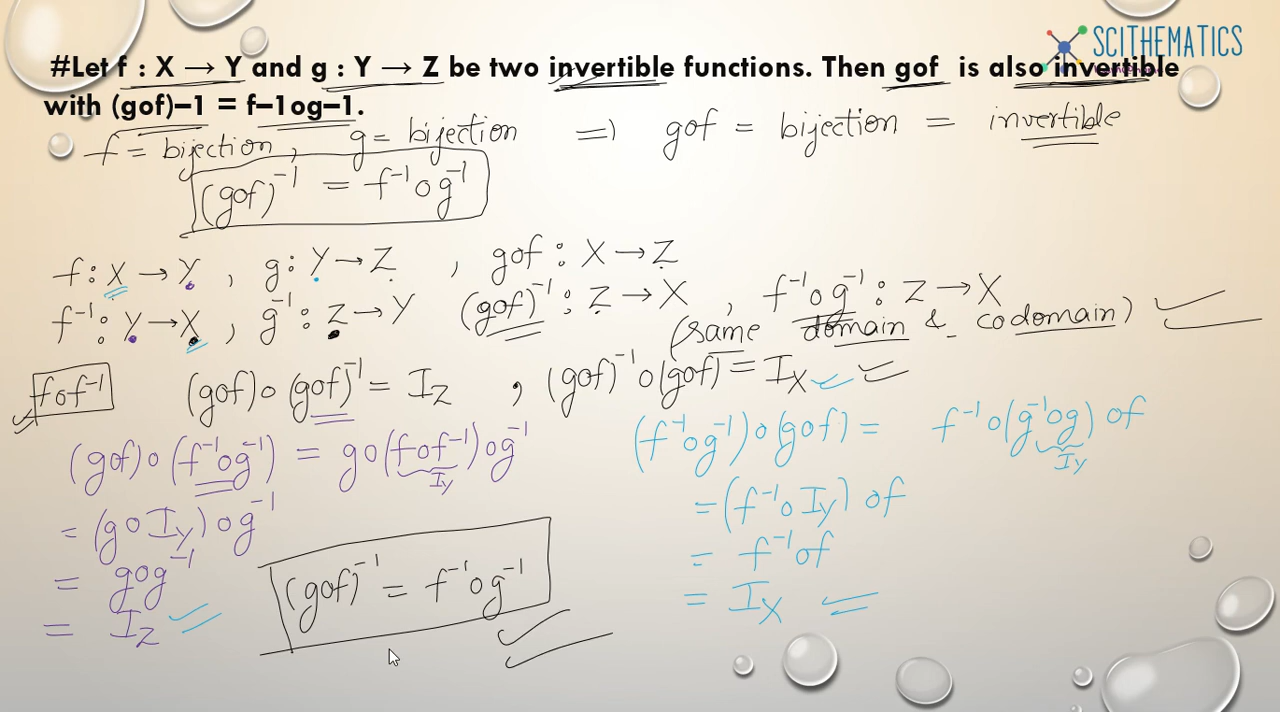 SCITHEMATICS
#Let f : X → Y and g : Y → Z be two invertible functions. Then gof is also invertible
with (gof)–1 = f–1og–1.
f = bijection, g = bijection ⇒ gof = bijection = invertible
(gof)⁻¹ = f⁻¹og⁻¹
f : X → Y , g : Y → Z , gof : X → Z
f⁻¹ : Y → X , g⁻¹ : Z → Y (gof)⁻¹ : Z → X , f⁻¹og⁻¹ : Z → X
(same domain & codomain)
fof⁻¹ (gof)o(gof)⁻¹ = I_Z , (gof)⁻¹o(gof) = I_X
(gof)o(f⁻¹og⁻¹) = go(fof⁻¹)og⁻¹
I_Y
= (goI_Y)og⁻¹
= gog⁻¹
= I_Z
(gof)⁻¹ = f⁻¹og⁻¹
(f⁻¹og⁻¹)o(gof) = f⁻¹o(g⁻¹og)of
I_Y
= (f⁻¹oI_Y)of
= f⁻¹of
= I_X